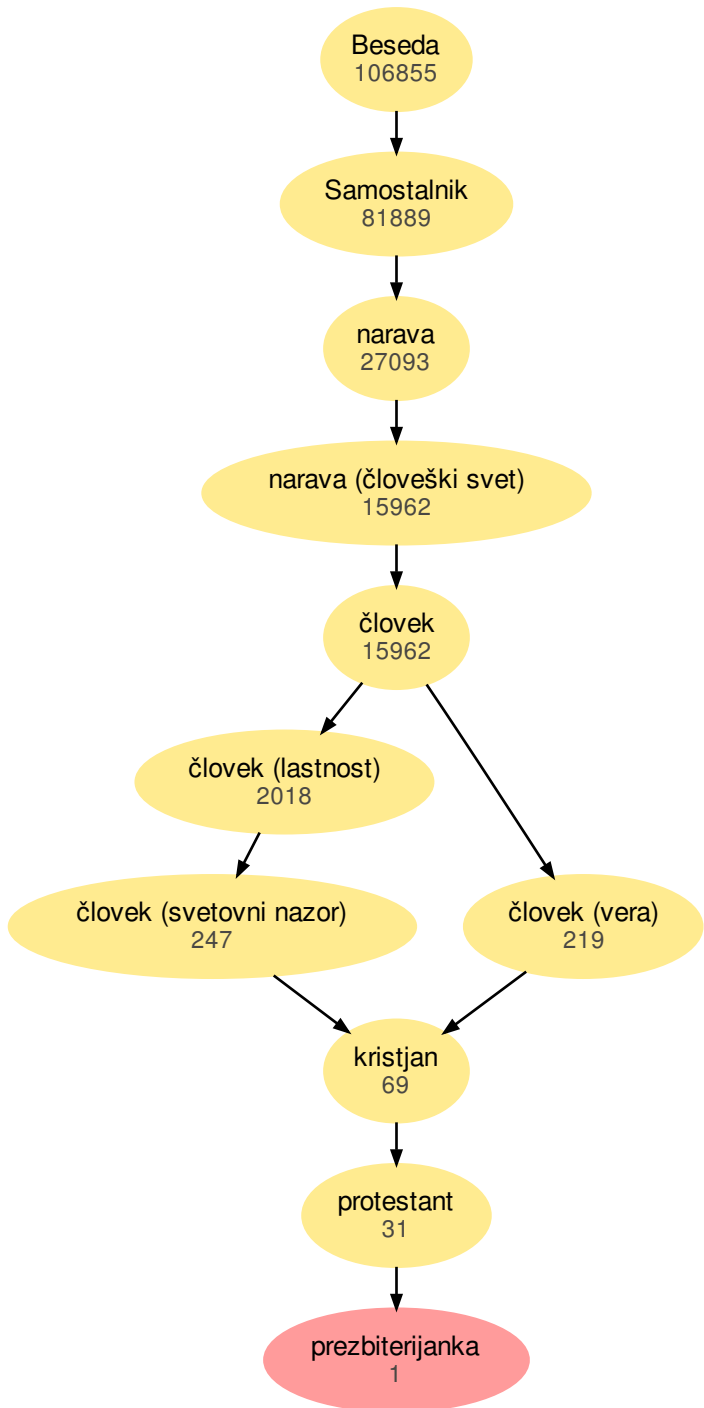 Beseda
106855
Samostalnik
81889
narava
27093
narava (človeški svet)
15962
človek
15962
človek (lastnost)
2018
človek (svetovni nazor)
247
človek (vera)
219
kristjan
69
protestant
31
prezbiterijanka
1